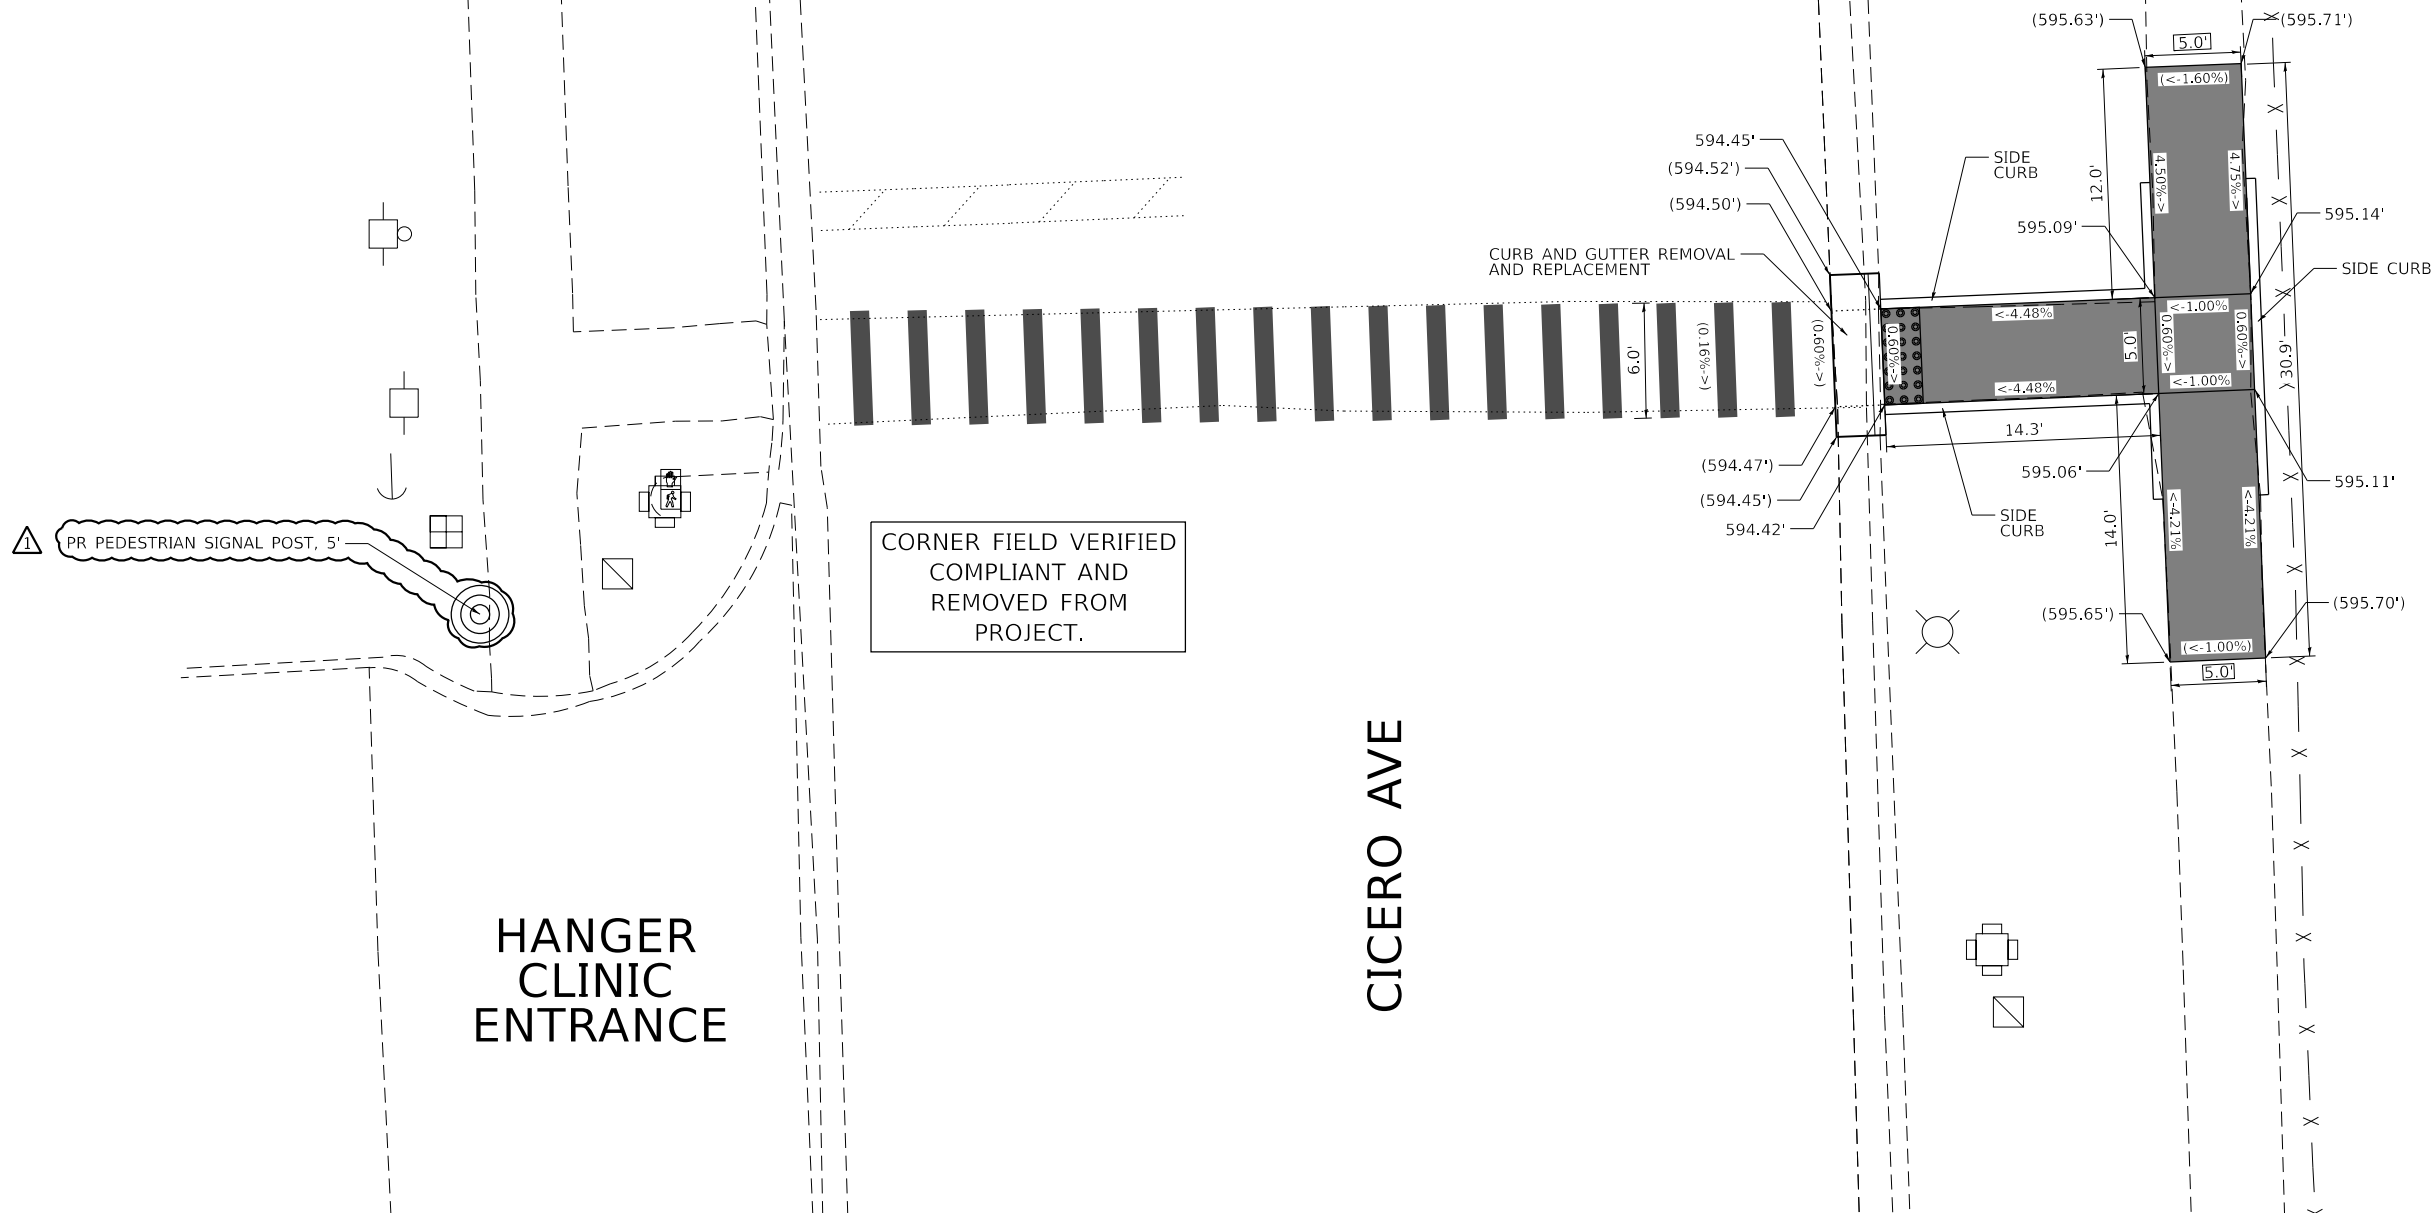 (595.63')
(595.71')
5.0'
(<-1.60%)
12.0'
4.50%->
4.75%->
594.45'
(594.52')
(594.50')
SIDE
CURB
595.09'
595.14'
CURB AND GUTTER REMOVAL
AND REPLACEMENT
SIDE CURB
<-4.48%
<-1.00%
6.0'
(0.16%->)
(0.60%->)
0.60%->
5.0'
0.60%->
0.60%->
30.9'
<-4.48%
<-1.00%
14.3'
(594.47')
(594.45')
594.42'
595.06'
595.11'
SIDE
CURB
14.0'
<-4.21%
<-4.21%
1
PR PEDESTRIAN SIGNAL POST, 5'
CORNER FIELD VERIFIED
COMPLIANT AND
REMOVED FROM
PROJECT.
(595.65')
(595.70')
(<-1.00%)
5.0'
CICERO AVE
HANGER
CLINIC
ENTRANCE